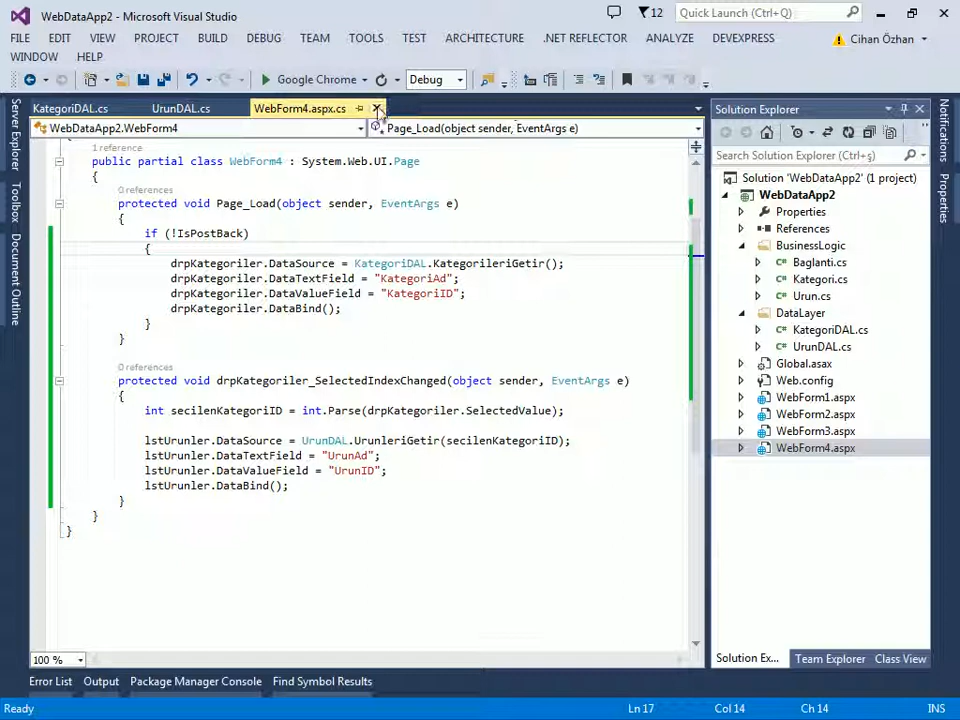 WebDataApp2 - Microsoft Visual Studio
12
Quick Launch (Ctrl+Q)
FILE EDIT VIEW PROJECT BUILD DEBUG TEAM TOOLS TEST ARCHITECTURE .NET REFLECTOR ANALYZE DEVEXPRESS
Cihan Özhan
WINDOW HELP
Google Chrome
Debug
KategoriDAL.cs UrunDAL.cs WebForm4.aspx.cs
WebDataApp2.WebForm4
Page_Load(object sender, EventArgs e)
1 reference
public partial class WebForm4 : System.Web.UI.Page
{
0 references
protected void Page_Load(object sender, EventArgs e)
{
if (!IsPostBack)
{
drpKategoriler.DataSource = KategoriDAL.KategorileriGetir();
drpKategoriler.DataTextField = "KategoriAd";
drpKategoriler.DataValueField = "KategoriID";
drpKategoriler.DataBind();
}
}
0 references
protected void drpKategoriler_SelectedIndexChanged(object sender, EventArgs e)
{
int secilenKategoriID = int.Parse(drpKategoriler.SelectedValue);
lstUrunler.DataSource = UrunDAL.UrunleriGetir(secilenKategoriID);
lstUrunler.DataTextField = "UrunAd";
lstUrunler.DataValueField = "UrunID";
lstUrunler.DataBind();
}
}
}
100 %
Server Explorer
Toolbox
Document Outline
Solution Explorer
Search Solution Explorer (Ctrl+ş)
Solution 'WebDataApp2' (1 project)
WebDataApp2
Properties
References
BusinessLogic
Baglanti.cs
Kategori.cs
Urun.cs
DataLayer
KategoriDAL.cs
UrunDAL.cs
Global.asax
Web.config
WebForm1.aspx
WebForm2.aspx
WebForm3.aspx
WebForm4.aspx
Solution Ex... Team Explorer Class View
Notifications
Properties
Error List Output Package Manager Console Find Symbol Results
Ready
Ln 17 Col 14 Ch 14 INS